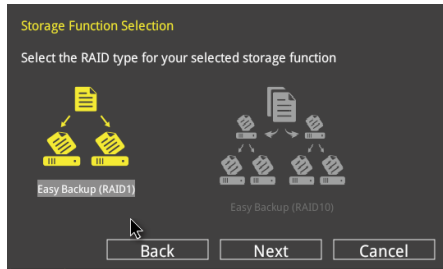 Storage Function Selection
Select the RAID type for your selected storage function
Easy Backup (RAID1)
Easy Backup (RAID10)
Back
Next
Cancel